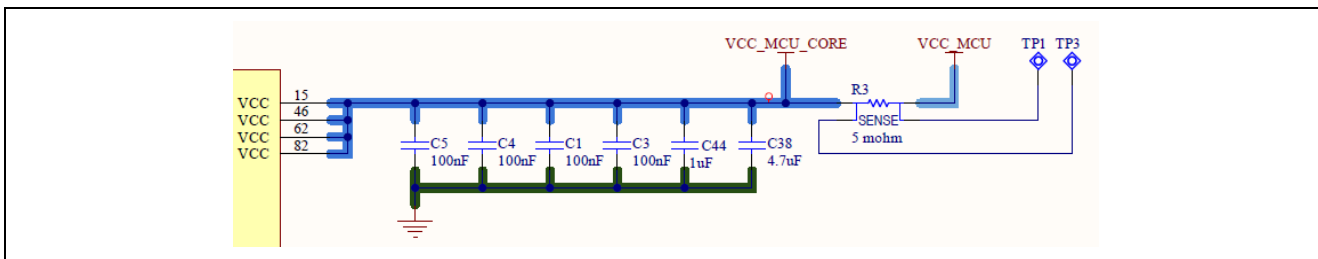 VCC_MCU_CORE VCC_MCU TP1 TP3
R3
VCC 15
VCC 46
VCC 62
VCC 82
SENSE
5 mohm
C5 C4 C1 C3 C44 C38
100nF 100nF 100nF 100nF 1uF 4.7uF